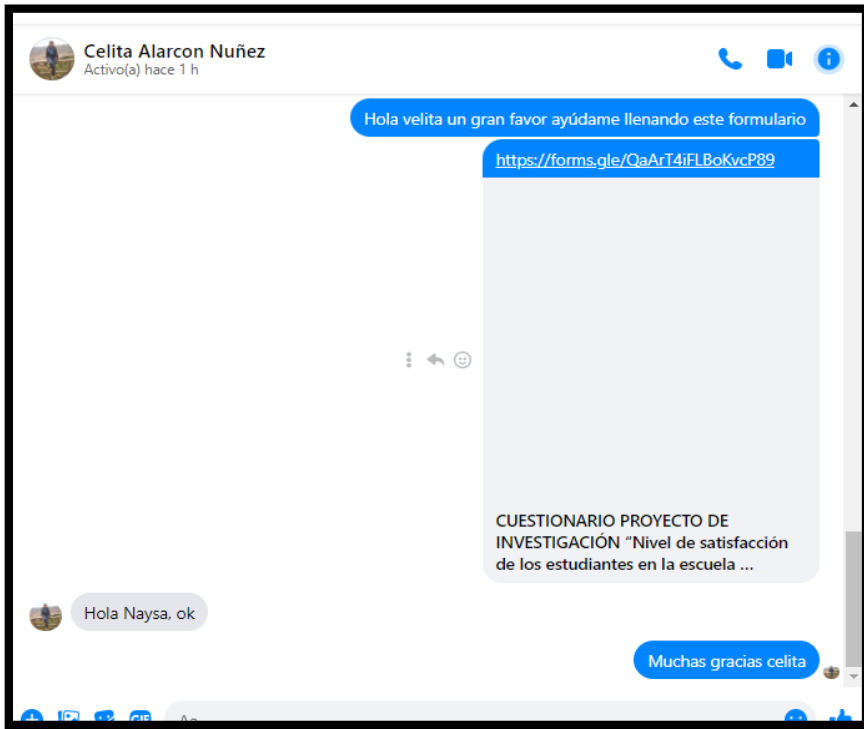 Celita Alarcon Nuñez
Activo(a) hace 1 h
Hola velita un gran favor ayúdame llenando este formulario
https://forms.gle/QaArT4iFLBoKvcP89
CUESTIONARIO PROYECTO DE
INVESTIGACIÓN “Nivel de satisfacción
de los estudiantes en la escuela ...
Hola Naysa, ok
Muchas gracias celita
GIF
Aa